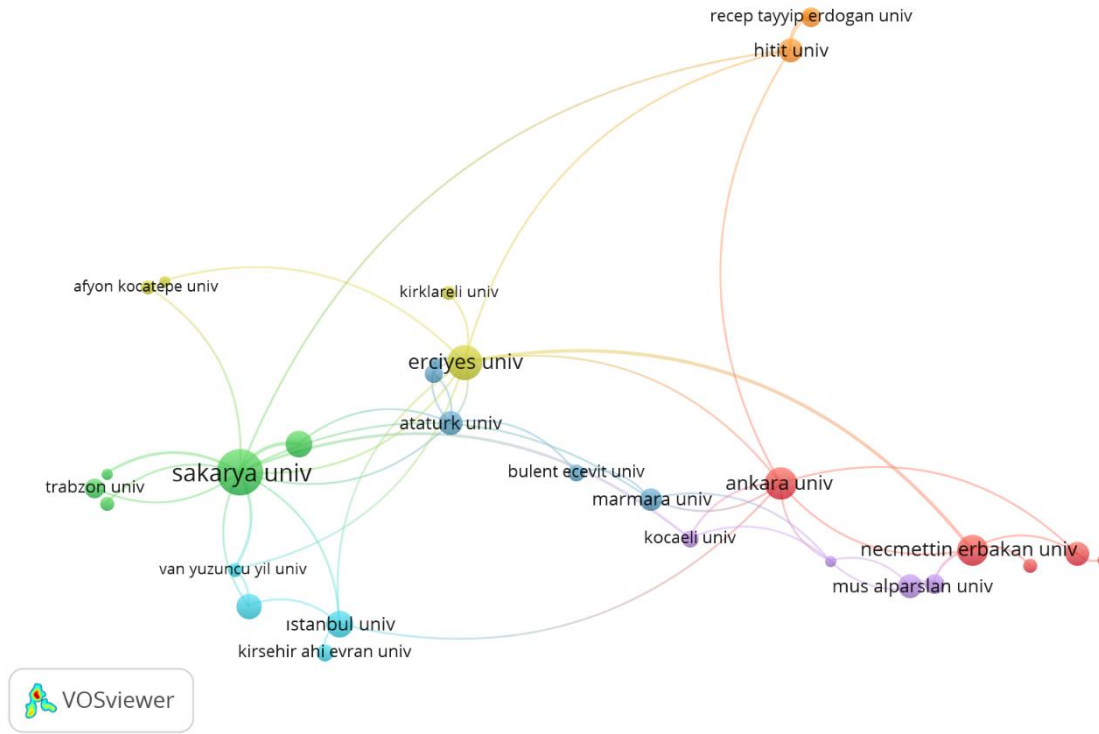 recep tayyip erdogan univ
hitit univ
afyon kocatepe univ
kirklareli univ
erciyes univ
ataturk univ
sakarya univ
bulent ecevit univ
ankara univ
trabzon univ
marmara univ
kocaeli univ
necmettin erbakan univ
van yuzuncu yil univ
mus alparslan univ
ıstanbul univ
kirsehir ahi evran univ
VOSviewer